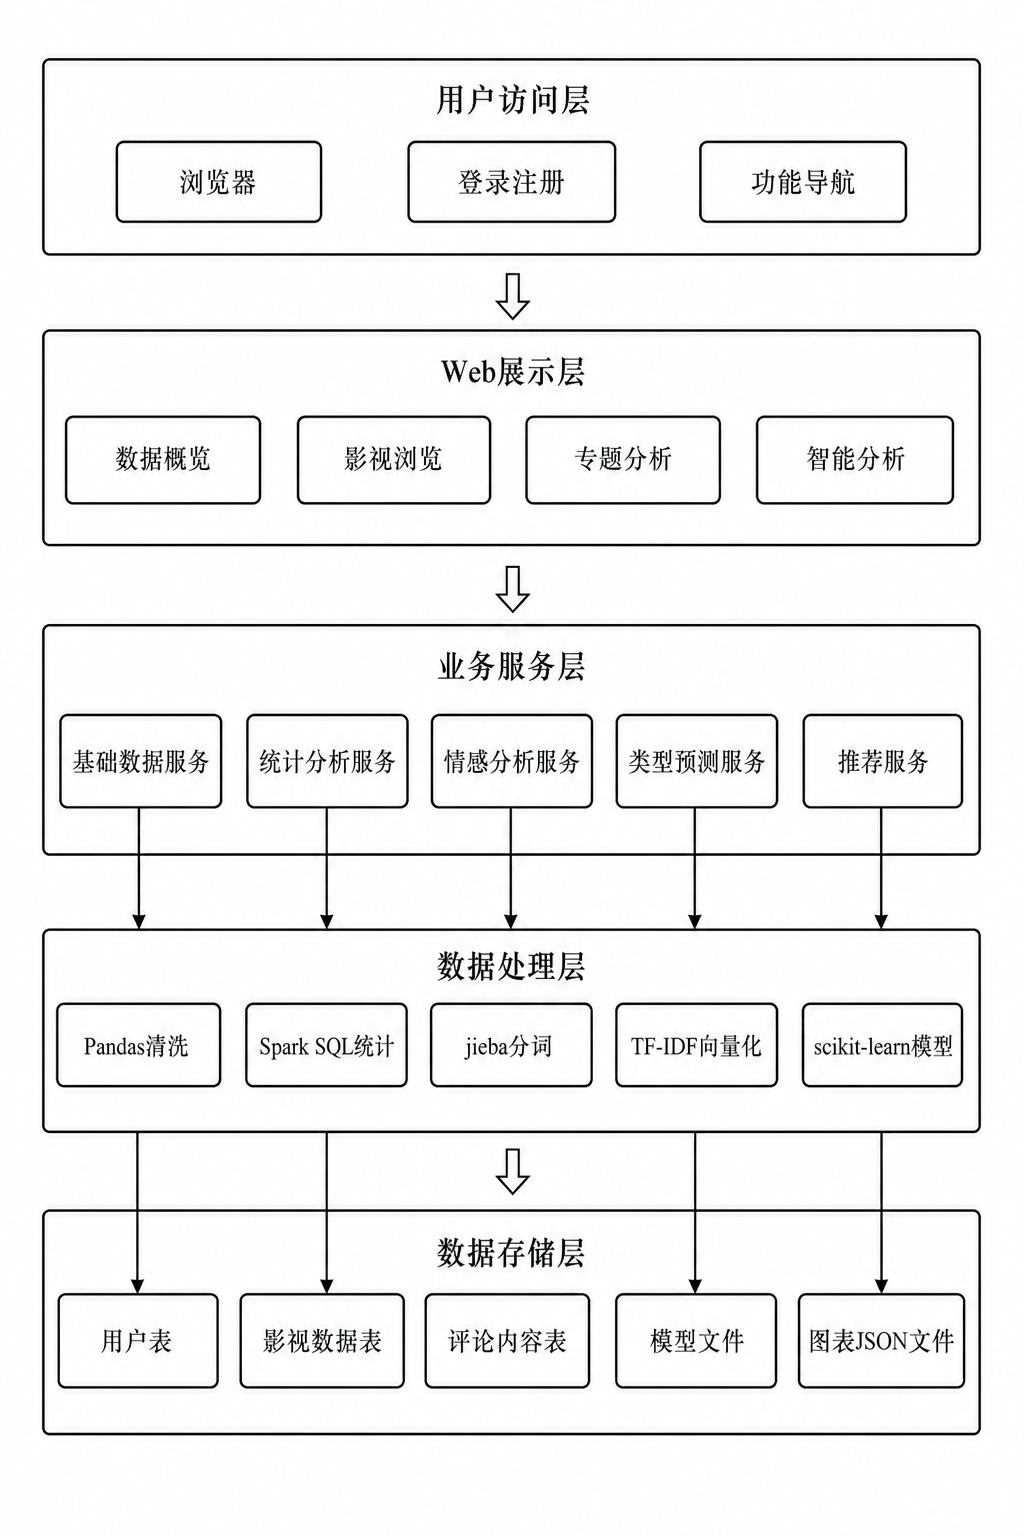 用户访问层
浏览器
登录注册
功能导航
Web展示层
数据概览
影视浏览
专题分析
智能分析
业务服务层
基础数据服务
统计分析服务
情感分析服务
类型预测服务
推荐服务
数据处理层
Pandas清洗
Spark SQL统计
jieba分词
TF-IDF向量化
scikit-learn模型
数据存储层
用户表
影视数据表
评论内容表
模型文件
图表JSON文件